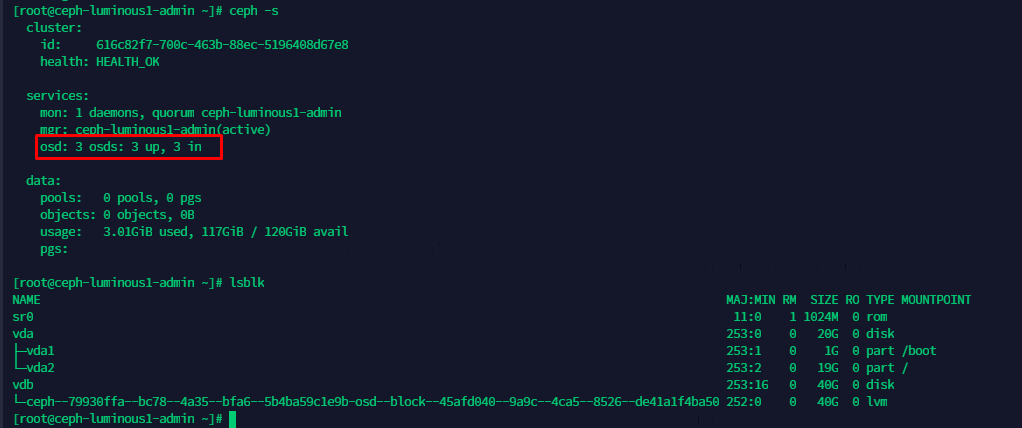 [root@ceph-luminous1-admin ~]# ceph -s
  cluster:
    id:     616c82f7-700c-463b-88ec-5196408d67e8
    health: HEALTH_OK

  services:
    mon: 1 daemons, quorum ceph-luminous1-admin
    mgr: ceph-luminous1-admin(active)
    osd: 3 osds: 3 up, 3 in

  data:
    pools:   0 pools, 0 pgs
    objects: 0 objects, 0B
    usage:   3.01GiB used, 117GiB / 120GiB avail
    pgs:

[root@ceph-luminous1-admin ~]# lsblk
NAME                                                                                                  MAJ:MIN RM  SIZE RO TYPE MOUNTPOINT
sr0                                                                                                    11:0    1 1024M  0 rom
vda                                                                                                   253:0    0   20G  0 disk
├─vda1                                                                                                253:1    0    1G  0 part /boot
└─vda2                                                                                                253:2    0   19G  0 part /
vdb                                                                                                   253:16   0   40G  0 disk
└─ceph--79930ffa--bc78--4a35--bfa6--5b4ba59c1e9b-osd--block--45afd040--9a9c--4ca5--8526--de41a1f4ba50 252:0    0   40G  0 lvm
[root@ceph-luminous1-admin ~]#